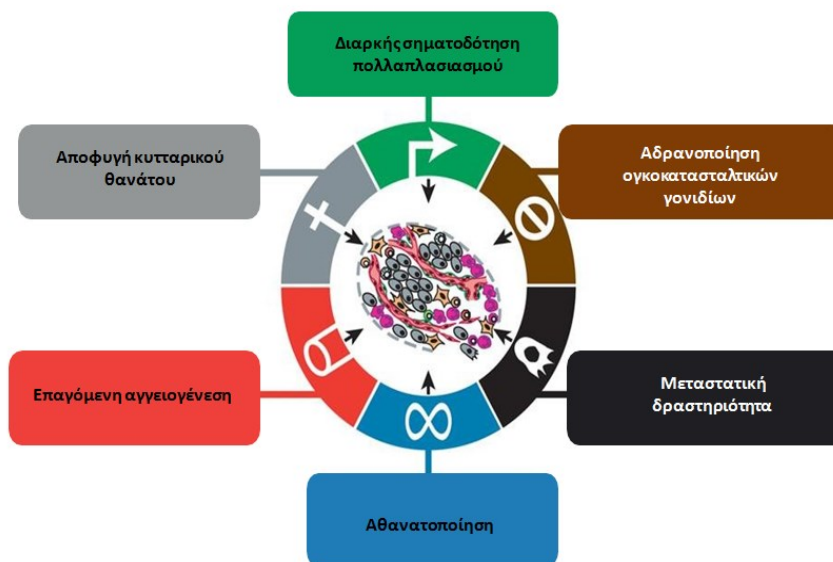 Διαρκής σηματοδότηση
πολλαπλασιασμού
Αποφυγή κυτταρικού
θανάτου
Αδρανοποίηση
ογκοκατασταλτικών
γονιδίων
Επαγόμενη αγγειογένεση
Μεταστατική
δραστηριότητα
Αθανατοποίηση